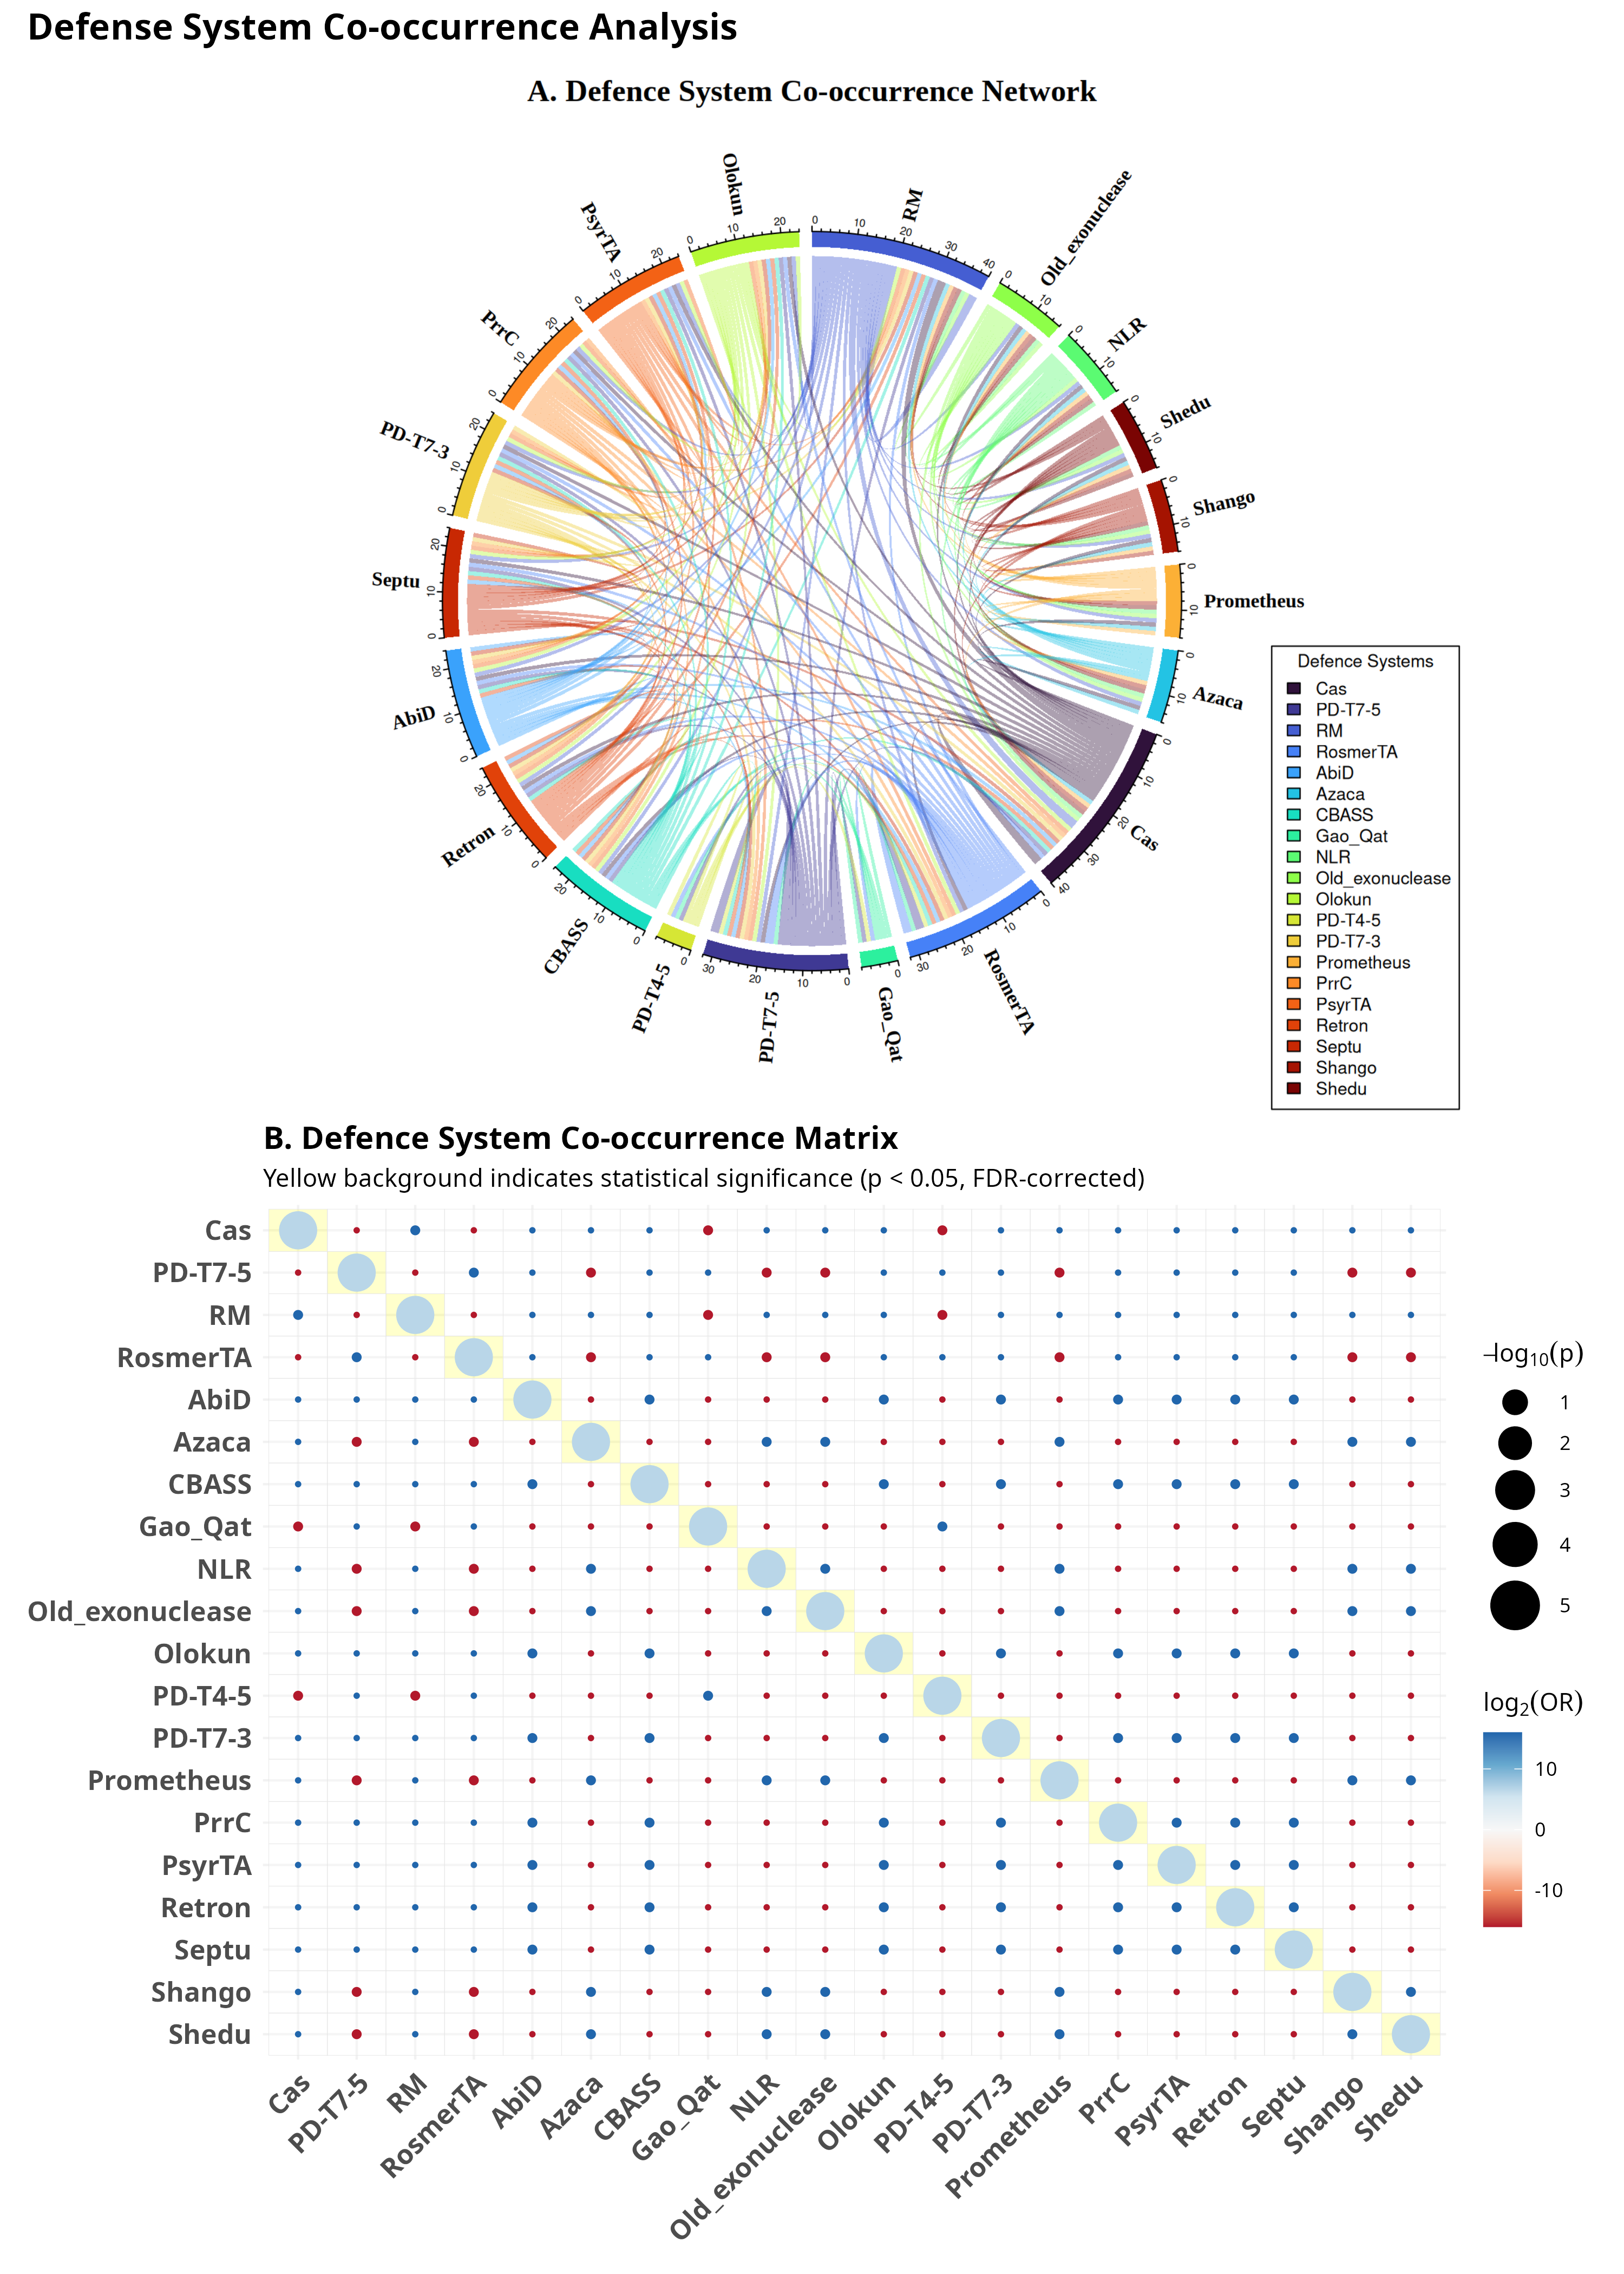 Defense System Co-occurrence Analysis
A. Defence System Co-occurrence Network
Olokun
RM
Old_exonuclease
PsyrTA
NLR
PrrC
Shedu
PD-T7-3
Shango
Septu
Prometheus
AbiD
Azaca
Retron
Cas
CBASS
RosmerTA
PD-T4-5
PD-T7-5
Gao_Qat
Defence Systems
Cas
PD-T7-5
RM
RosmerTA
AbiD
Azaca
CBASS
Gao_Qat
NLR
Old_exonuclease
Olokun
PD-T4-5
PD-T7-3
Prometheus
PrrC
PsyrTA
Retron
Septu
Shango
Shedu
B. Defence System Co-occurrence Matrix
Yellow background indicates statistical significance (p < 0.05, FDR-corrected)
Cas
PD-T7-5
RM
RosmerTA
AbiD
Azaca
CBASS
Gao_Qat
NLR
Old_exonuclease
Olokun
PD-T4-5
PD-T7-3
Prometheus
PrrC
PsyrTA
Retron
Septu
Shango
Shedu
Cas PD-T7-5 RM RosmerTA AbiD Azaca CBASS Gao_Qat NLR Old_exonuclease Olokun PD-T4-5 PD-T7-3 Prometheus PrrC PsyrTA Retron Septu Shango Shedu
–log₁₀(p)
1
2
3
4
5
log₂(OR)
10
0
-10